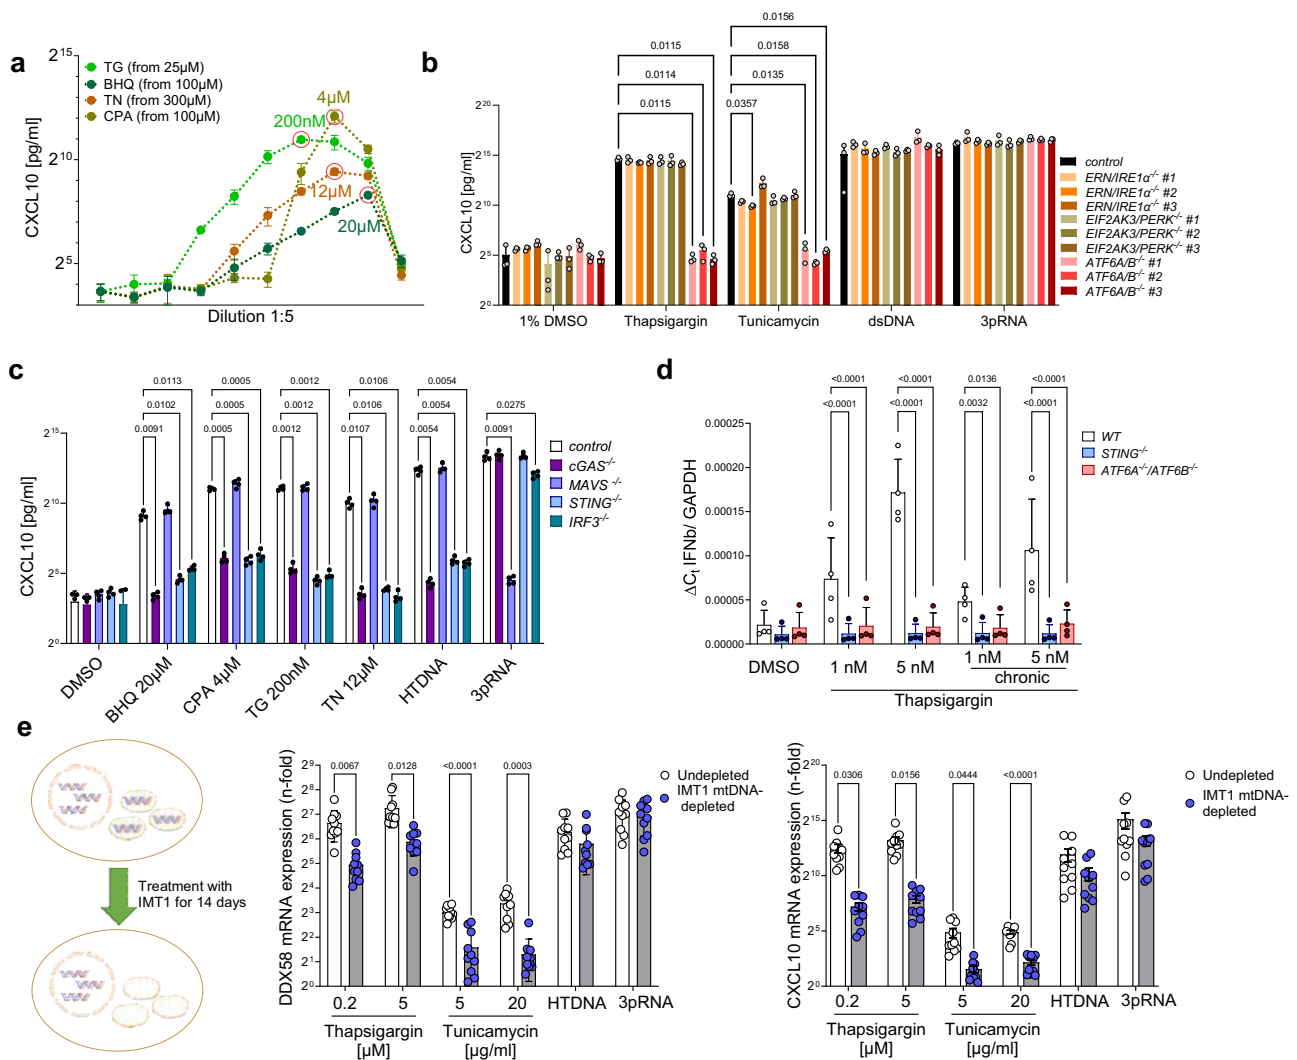 a
2^15
2^10
2^5
CXCL10 [pg/ml]
TG (from 25µM)
BHQ (from 100µM)
TN (from 300µM)
CPA (from 100µM)
4µM
200nM
12µM
20µM
Dilution 1:5
b
0.0156
0.0115
0.0158
0.0114
0.0135
0.0115
0.0357
2^20
2^15
2^10
2^5
2^0
CXCL10 [pg/ml]
1% DMSO
Thapsigargin
Tunicamycin
dsDNA
3pRNA
control
ERN/IRE1α^-/- #1
ERN/IRE1α^-/- #2
ERN/IRE1α^-/- #3
EIF2AK3/PERK^-/- #1
EIF2AK3/PERK^-/- #2
EIF2AK3/PERK^-/- #3
ATF6A/B^-/- #1
ATF6A/B^-/- #2
ATF6A/B^-/- #3
c
0.0113
0.0005
0.0012
0.0106
0.0054
0.0275
0.0102
0.0005
0.0012
0.0106
0.0054
0.0091
0.0091
0.0005
0.0012
0.0107
0.0054
2^15
2^10
2^5
2^0
CXCL10 [pg/ml]
control
cGAS^-/-
MAVS ^-/-
STING^-/-
IRF3^-/-
DMSO
BHQ 20µM
CPA 4µM
TG 200nM
TN 12µM
HTDNA
3pRNA
d
<0.0001
<0.0001
0.0136
<0.0001
<0.0001
<0.0001
0.0032
<0.0001
0.00025
0.00020
0.00015
0.00010
0.00005
0.00000
ΔC_t IFNb/ GAPDH
WT
STING^-/-
ATF6A^-/-/ATF6B^-/-
DMSO
1 nM
5 nM
1 nM
5 nM
chronic
Thapsigargin
e
Treatment with
IMT1 for 14 days
2^9
2^8
2^7
2^6
2^5
2^4
2^3
2^2
2^1
2^0
DDX58 mRNA expression (n-fold)
0.0067
0.0128
<0.0001
0.0003
Undepleted
IMT1 mtDNA-
depleted
0.2
5
5
20
HTDNA
3pRNA
Thapsigargin
[µM]
Tunicamycin
[µg/ml]
2^20
2^15
2^10
2^5
2^0
CXCL10 mRNA expression (n-fold)
0.0306
0.0156
0.0444
<0.0001
Undepleted
IMT1 mtDNA-
depleted
0.2
5
5
20
HTDNA
3pRNA
Thapsigargin
[µM]
Tunicamycin
[µg/ml]